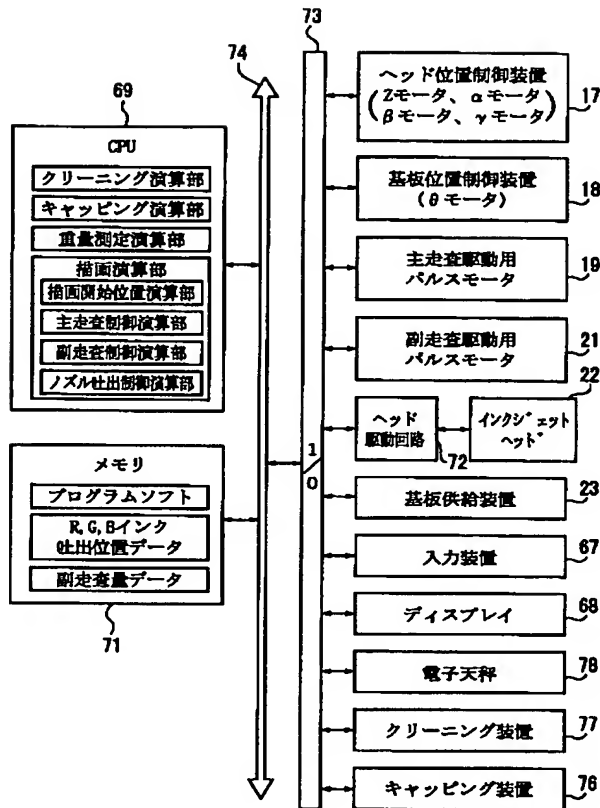 73
74
69
CPU
クリーニング演算部
キャッピング演算部
重量測定演算部
描画演算部
描画開始位置演算部
主走査制御演算部
副走査制御演算部
ノズル吐出制御演算部
メモリ
プログラムソフト
R,G,Bインク
吐出位置データ
副走査量データ
71
I/O
ヘッド位置制御装置
(Zモータ、αモータ
βモータ、γモータ)
17
基板位置制御装置
(θモータ)
18
主走査駆動用
パルスモータ
19
副走査駆動用
パルスモータ
21
22
ヘッド
駆動回路
72
インクジェット
ヘッド
基板供給装置
23
入力装置
67
ディスプレイ
68
電子天秤
78
クリーニング装置
77
キャッピング装置
76